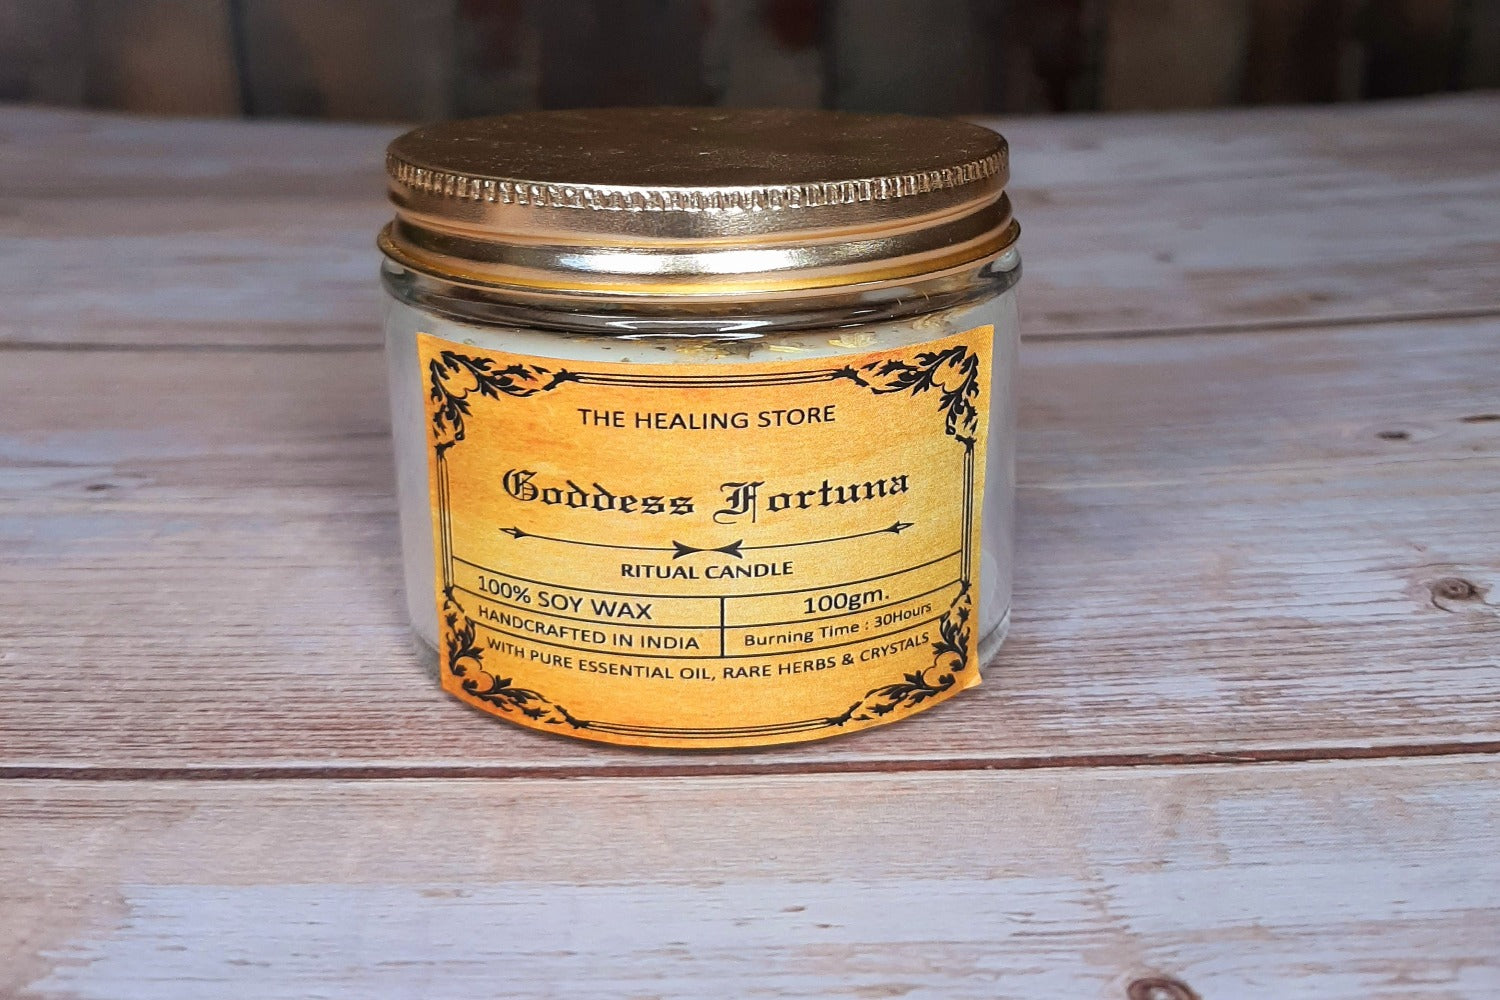 THE HEALING STORE
Goddess Fortuna
RITUAL CANDLE
100% SOY WAX
100gm.
HANDCRAFTED IN INDIA
Burning Time : 30Hours
WITH PURE ESSENTIAL OIL, RARE HERBS & CRYSTALS